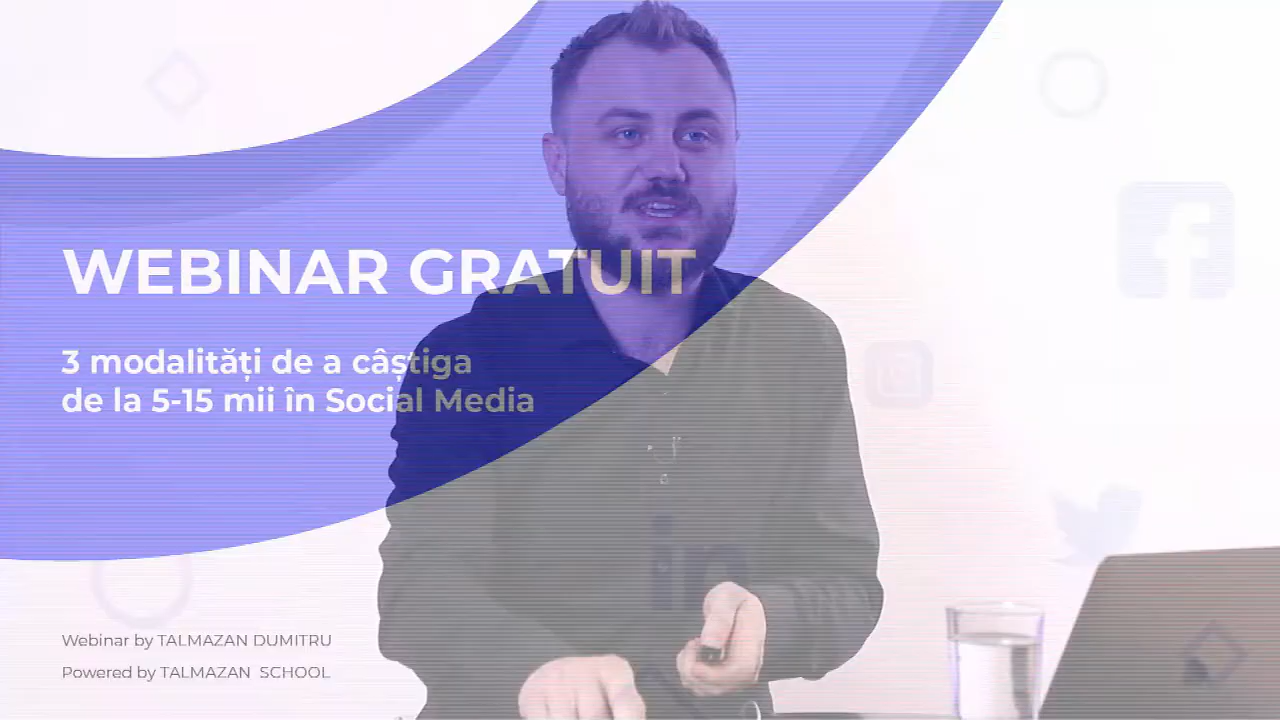 WEBINAR GRATUIT
3 modalități de a câștiga
de la 5-15 mii în Social Media
in
Webinar by TALMAZAN DUMITRU
Powered by TALMAZAN SCHOOL